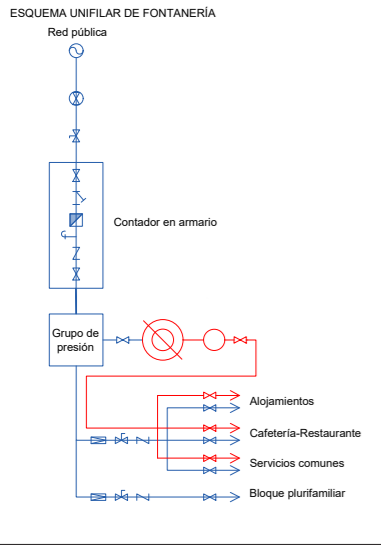 ESQUEMA UNIFILAR DE FONTANERÍA
Red pública
Contador en armario
Grupo de
presión
Alojamientos
Cafetería-Restaurante
Servicios comunes
Bloque plurifamiliar